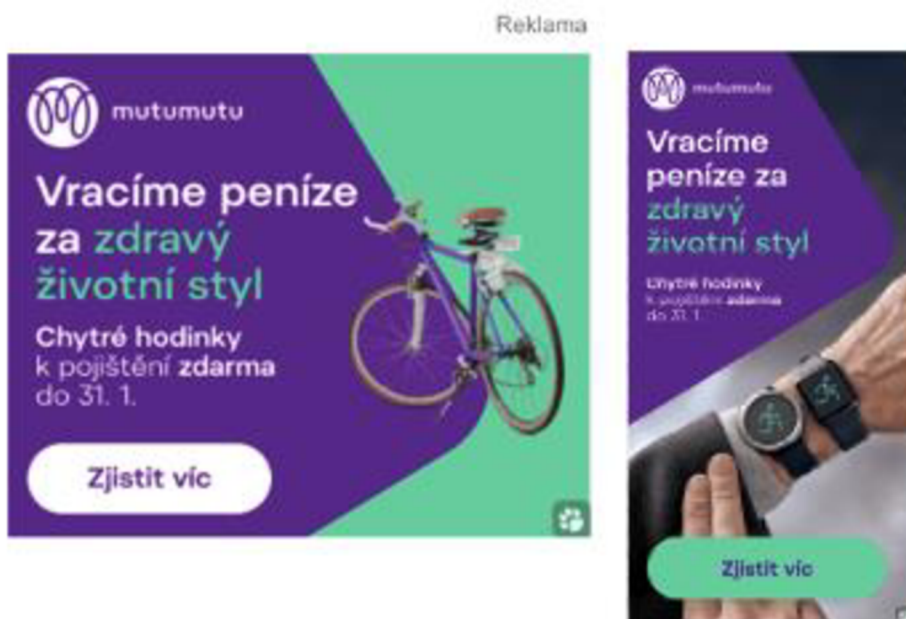 Reklama
mutumutu
Vracíme peníze
za zdravý
životní styl
Chytré hodinky
k pojištění zdarma
do 31. 1.
Zjistit víc
mutumutu
Vracíme
peníze za
zdravý
životní styl
Chytré hodinky
k pojištění zdarma
do 31. 1.
Zjistit víc